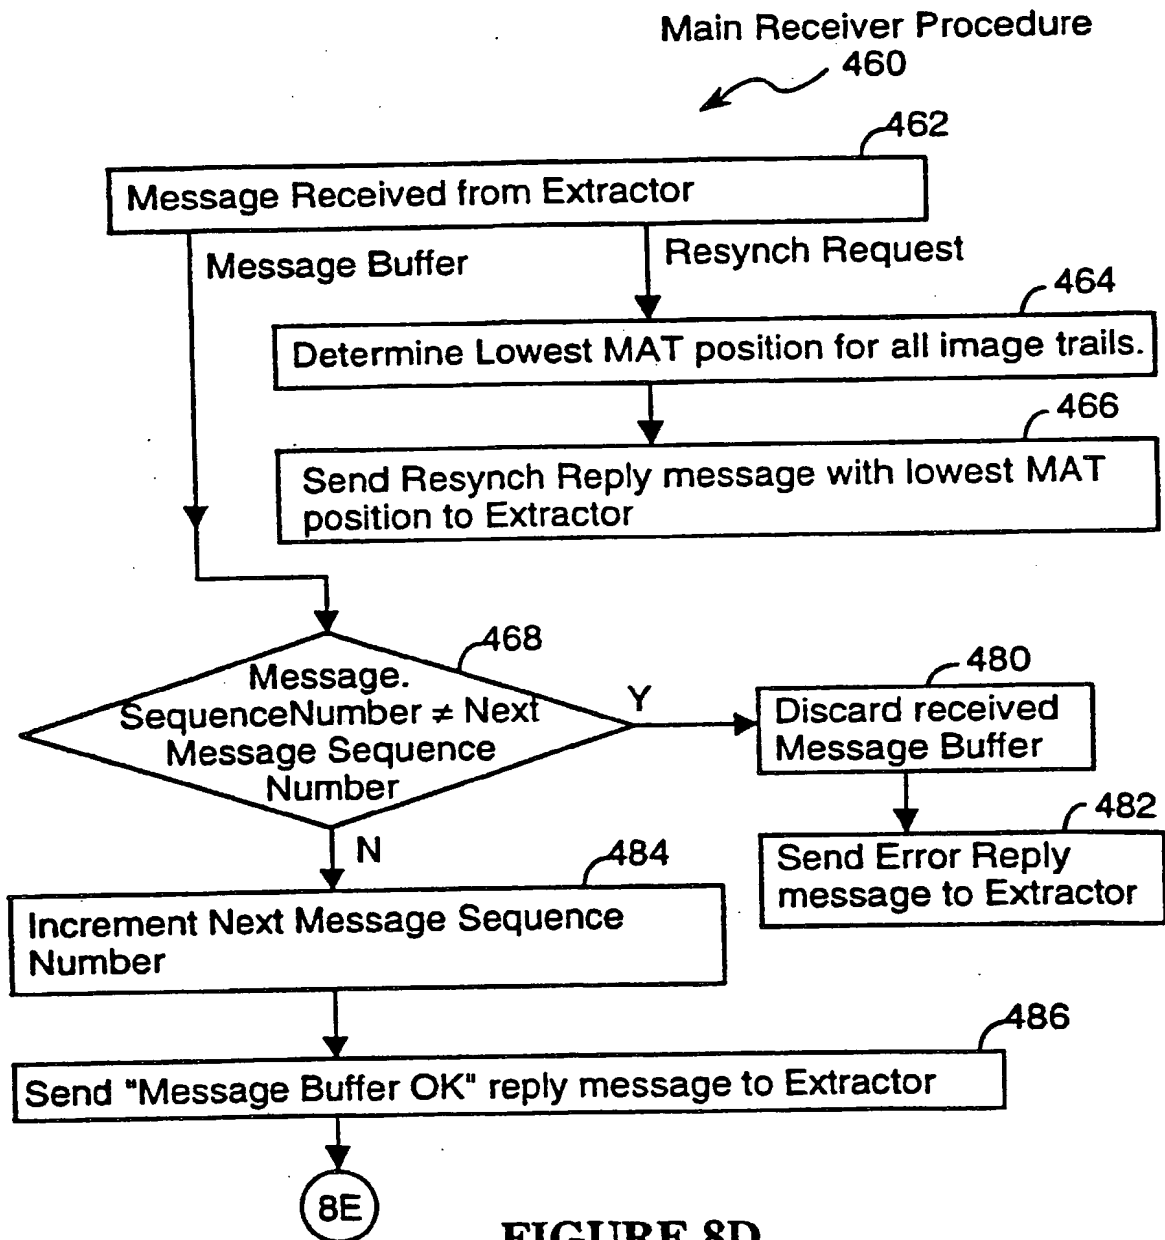 Main Receiver Procedure
460
462
Message Received from Extractor
Message Buffer
Resynch Request
464
Determine Lowest MAT position for all image trails.
466
Send Resynch Reply message with lowest MAT
position to Extractor
468
Message.
SequenceNumber ≠ Next
Message Sequence
Number
Y
480
Discard received
Message Buffer
482
Send Error Reply
message to Extractor
N
484
Increment Next Message Sequence
Number
486
Send "Message Buffer OK" reply message to Extractor
8E
FIGURE 8D